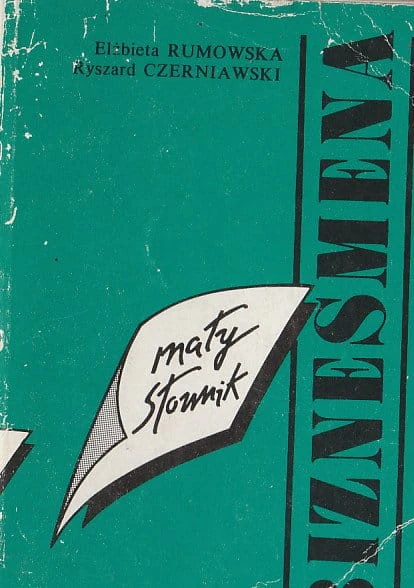 Elżbieta RUMOWSKA
Ryszard CZERNIAWSKI
mały
słownik
BIZNESMENA